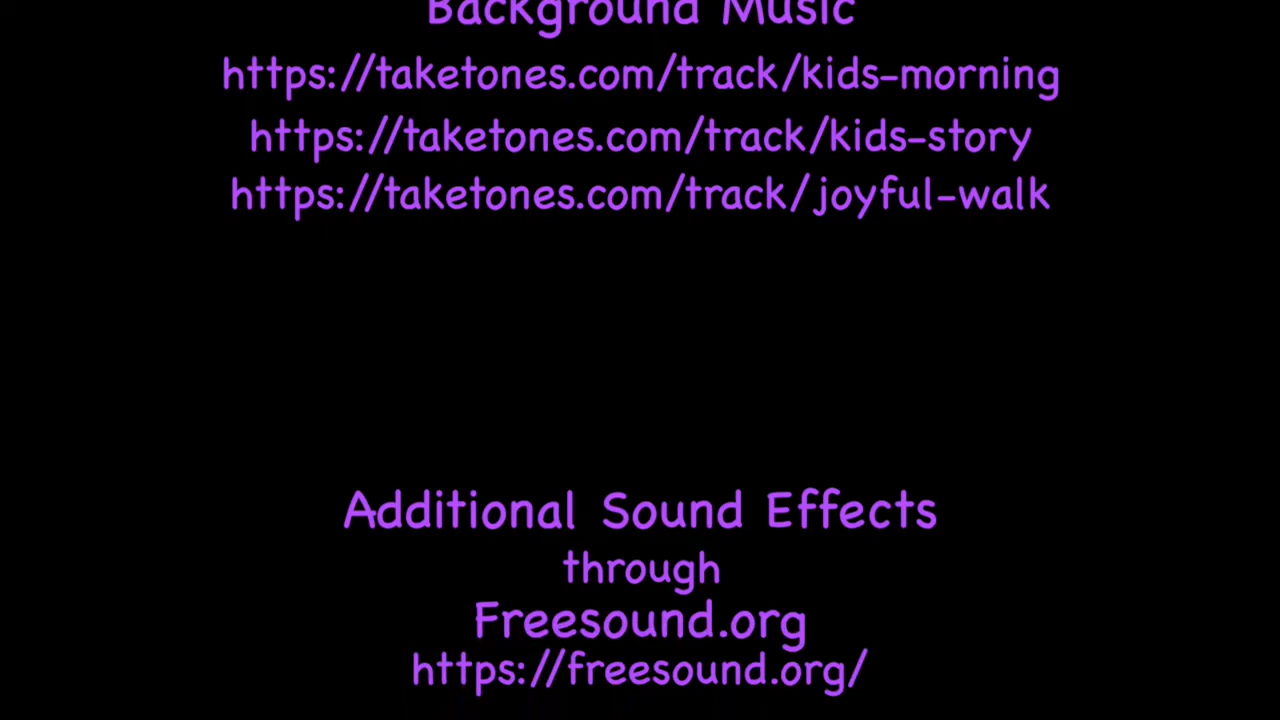 Background Music
https://taketones.com/track/kids-morning
https://taketones.com/track/kids-story
https://taketones.com/track/joyful-walk
Additional Sound Effects
through
Freesound.org
https://freesound.org/